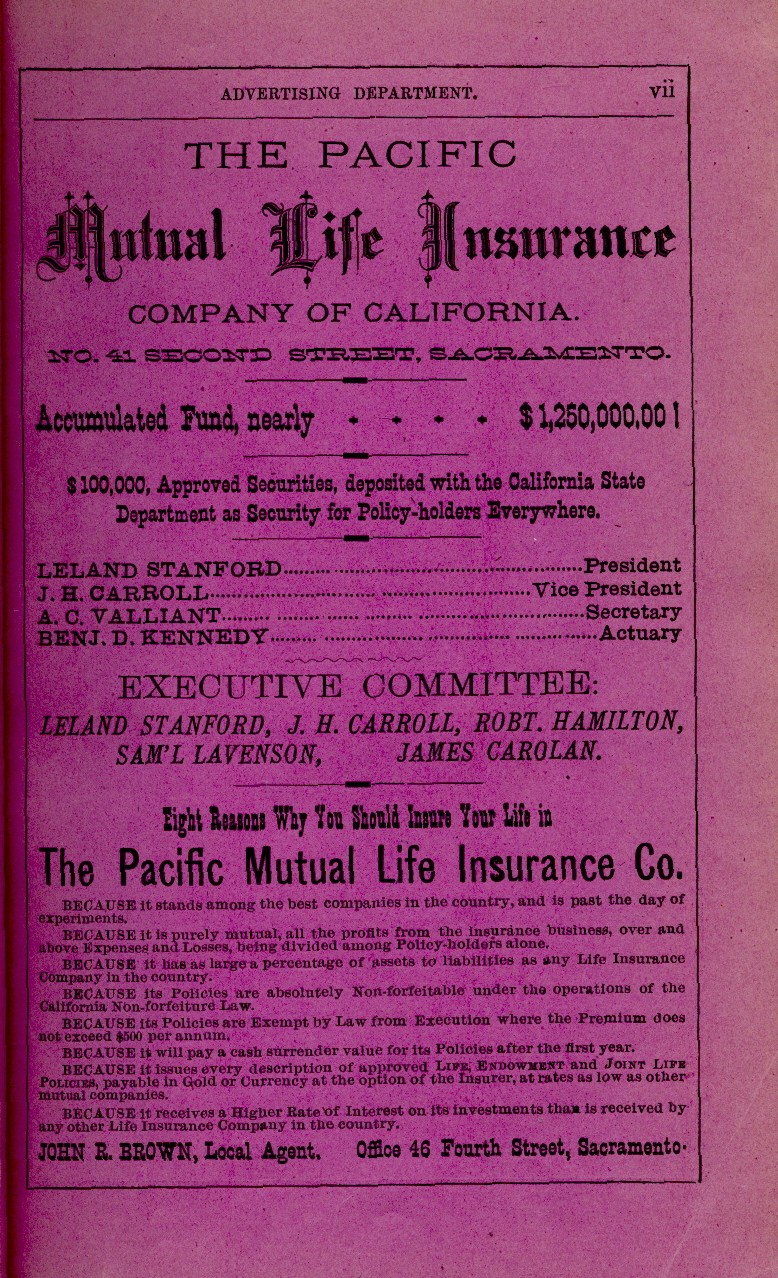 ADVERTISING DEPARTMENT. vii
THE PACIFIC
Mutual Life Insurance
COMPANY OF CALIFORNIA.
NO. 41 SECOND STREET, SACRAMENTO.
Accumulated Fund, nearly - - - - $1,250,000.00!
$100,000, Approved Securities, deposited with the California State
Department as Security for Policy-holders Everywhere.
LELAND STANFORD........................................President
J. H. CARROLL........................................Vice President
A. C. VALLIANT........................................Secretary
BENJ. D. KENNEDY........................................Actuary
EXECUTIVE COMMITTEE:
LELAND STANFORD, J. H. CARROLL, ROBT. HAMILTON,
SAM'L LAVENSON, JAMES CAROLAN.
Eight Reasons Why You Should Insure Your Life in
The Pacific Mutual Life Insurance Co.
BECAUSE it stands among the best companies in the country, and is past the day of
experiments.
BECAUSE it is purely mutual, all the profits from the insurance business, over and
above Expenses and Losses, being divided among Policy-holders alone.
BECAUSE it has as large a percentage of assets to liabilities as any Life Insurance
Company in the country.
BECAUSE its Policies are absolutely Non-forfeitable under the operations of the
California Non-forfeiture Law.
BECAUSE its Policies are Exempt by Law from Execution where the Premium does
not exceed $500 per annum.
BECAUSE it will pay a cash surrender value for its Policies after the first year.
BECAUSE it issues every description of approved LIFE, ENDOWMENT and JOINT LIFE
POLICIES, payable in Gold or Currency at the option of the Insurer, at rates as low as other
mutual companies.
BECAUSE it receives a Higher Rate of Interest on its investments than is received by
any other Life Insurance Company in the country.
JOHN R. BROWN, Local Agent. Office 46 Fourth Street, Sacramento.